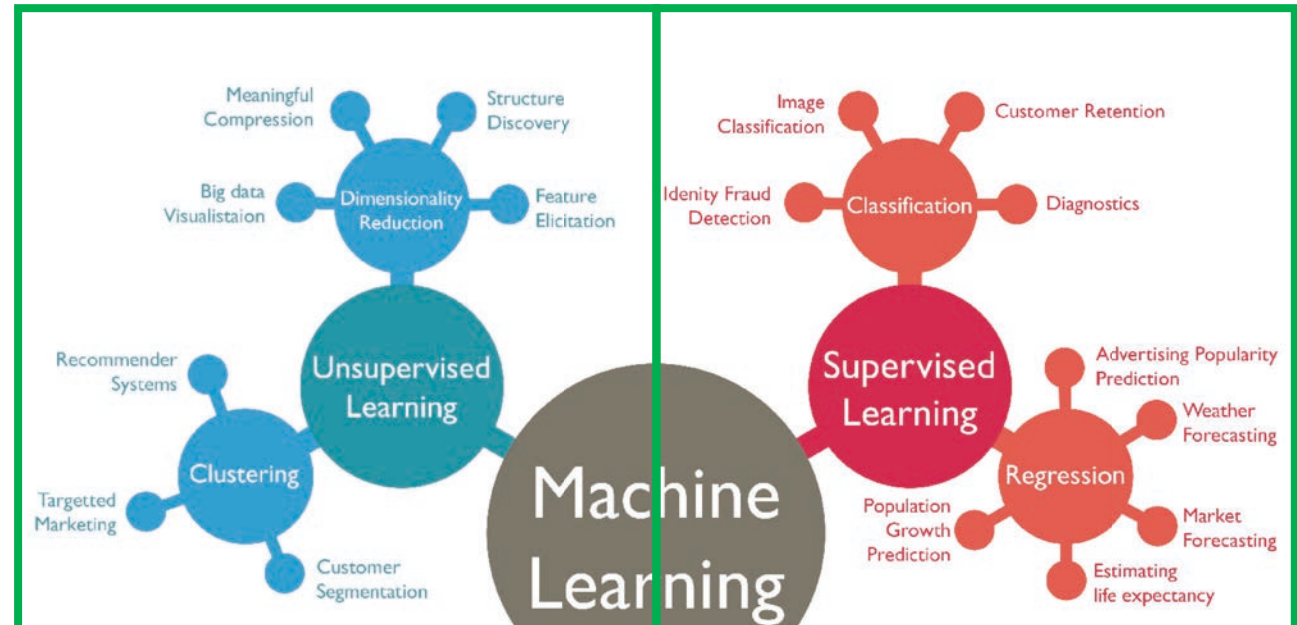 Meaningful
Compression
Structure
Discovery
Big data
Visualistaion
Dimensionality
Reduction
Feature
Elicitation
Unsupervised
Learning
Recommender
Systems
Clustering
Targetted
Marketing
Customer
Segmentation
Machine
Learning
Image
Classification
Customer Retention
Idenity Fraud
Detection
Classification
Diagnostics
Supervised
Learning
Advertising Popularity
Prediction
Weather
Forecasting
Regression
Population
Growth
Prediction
Market
Forecasting
Estimating
life expectancy